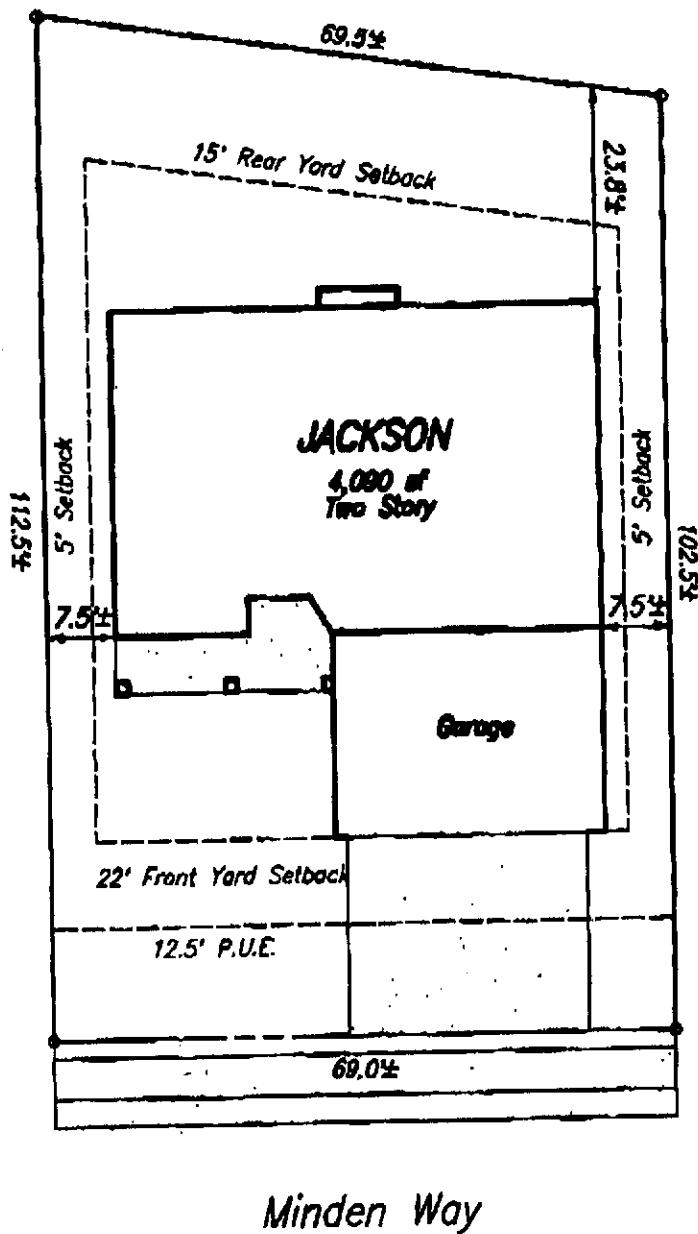 69.5'±
15' Rear Yard Setback
23.8'±
JACKSON
4,090 sf
Two Story
5' Setback
5' Setback
112.5'±
102.5'±
7.5'±
7.5'±
Garage
22' Front Yard Setback
12.5' P.U.E.
69.0'±
Minden Way